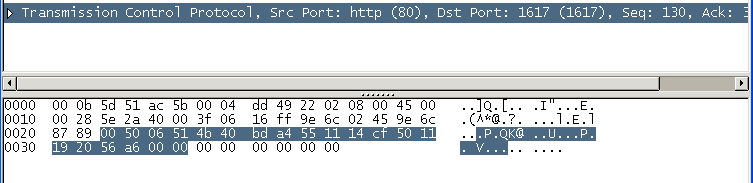 Transmission Control Protocol, Src Port: http (80), Dst Port: 1617 (1617), Seq: 130, Ack: 3
0000 00 0b 5d 51 ac 5b 00 04 dd 49 22 02 08 00 45 00 ..]Q.[.. .I"...E.
0010 00 28 5e 2a 40 00 3f 06 16 ff 9e 6c 02 45 9e 6c .(^*@.?. ...l.E.l
0020 87 89 00 50 06 51 4b 40 bd a4 55 11 14 cf 50 11 ...P.QK@ ..U...P.
0030 19 20 56 a6 00 00 00 00 00 00 00 00 . V..... ....